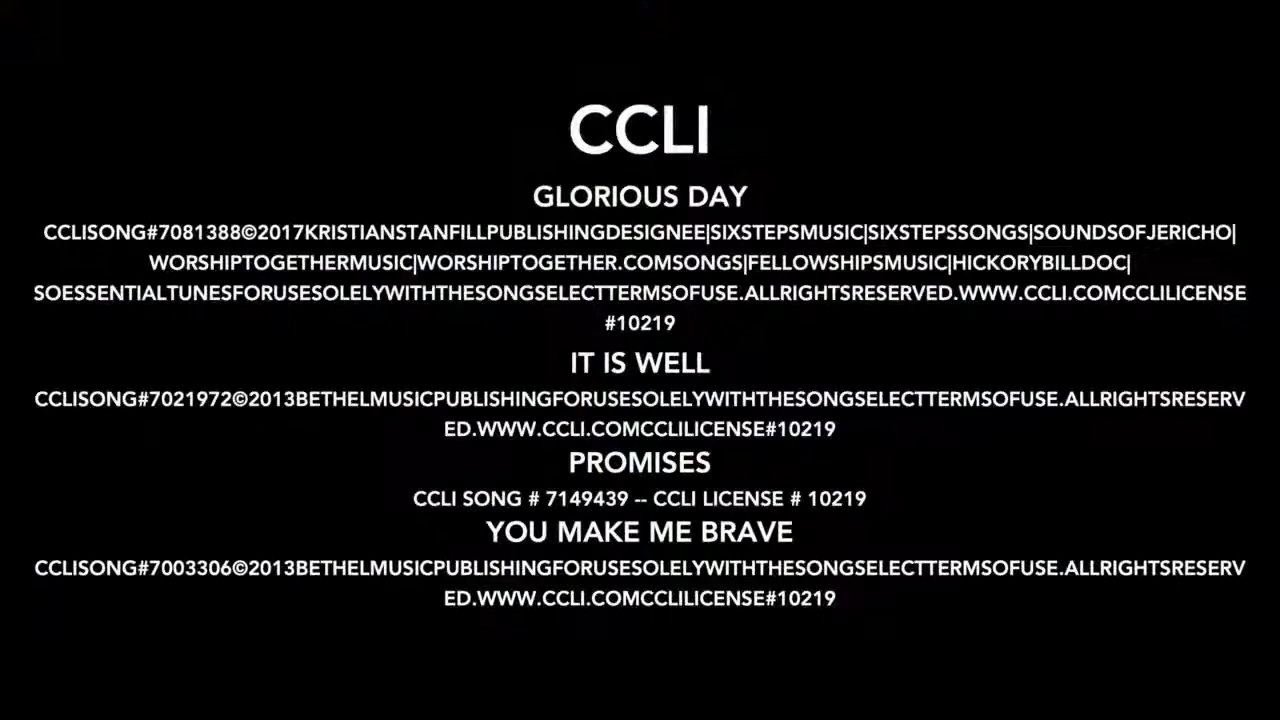 CCLI
GLORIOUS DAY
CCLISONG#7081388©2017KRISTIANSTANFILLPUBLISHINGDESIGNEE|SIXSTEPSMUSIC|SIXSTEPSSONGS|SOUNDSOFJERICHO|
WORSHIPTOGETHERMUSIC|WORSHIPTOGETHER.COMSONGS|FELLOWSHIPSMUSIC|HICKORYBILLDOC|
SOESSENTIALTUNESFORUSESOLELYWITHTHESONGSELECTTERMSOFUSE.ALLRIGHTSRESERVED.WWW.CCLI.COMCCLILICENSE
#10219
IT IS WELL
CCLISONG#7021972©2013BETHELMUSICPUBLISHINGFORUSESOLELYWITHTHESONGSELECTTERMSOFUSE.ALLRIGHTSRESERV
ED.WWW.CCLI.COMCCLILICENSE#10219
PROMISES
CCLI SONG # 7149439 -- CCLI LICENSE # 10219
YOU MAKE ME BRAVE
CCLISONG#7003306©2013BETHELMUSICPUBLISHINGFORUSESOLELYWITHTHESONGSELECTTERMSOFUSE.ALLRIGHTSRESERV
ED.WWW.CCLI.COMCCLILICENSE#10219